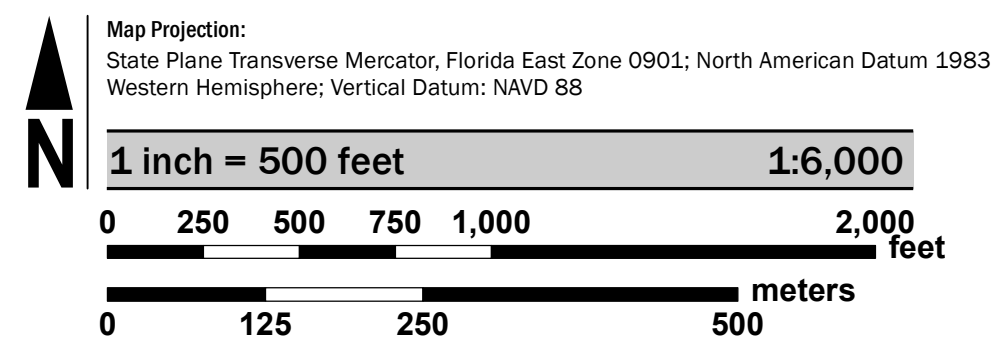 Map Projection:
State Plane Transverse Mercator, Florida East Zone 0901; North American Datum 1983
Western Hemisphere; Vertical Datum: NAVD 88
N
1 inch = 500 feet 1:6,000
0 250 500 750 1,000 2,000
feet
meters
0 125 250 500